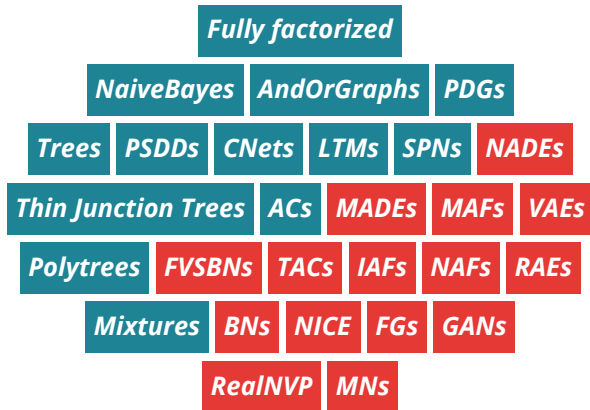 Fully factorized
NaiveBayes AndOrGraphs PDGs
Trees PSDDs CNets LTMs SPNs NADEs
Thin Junction Trees ACs MADEs MAFs VAEs
Polytrees FVSBNs TACs IAFs NAFs RAEs
Mixtures BNs NICE FGs GANs
RealNVP MNs